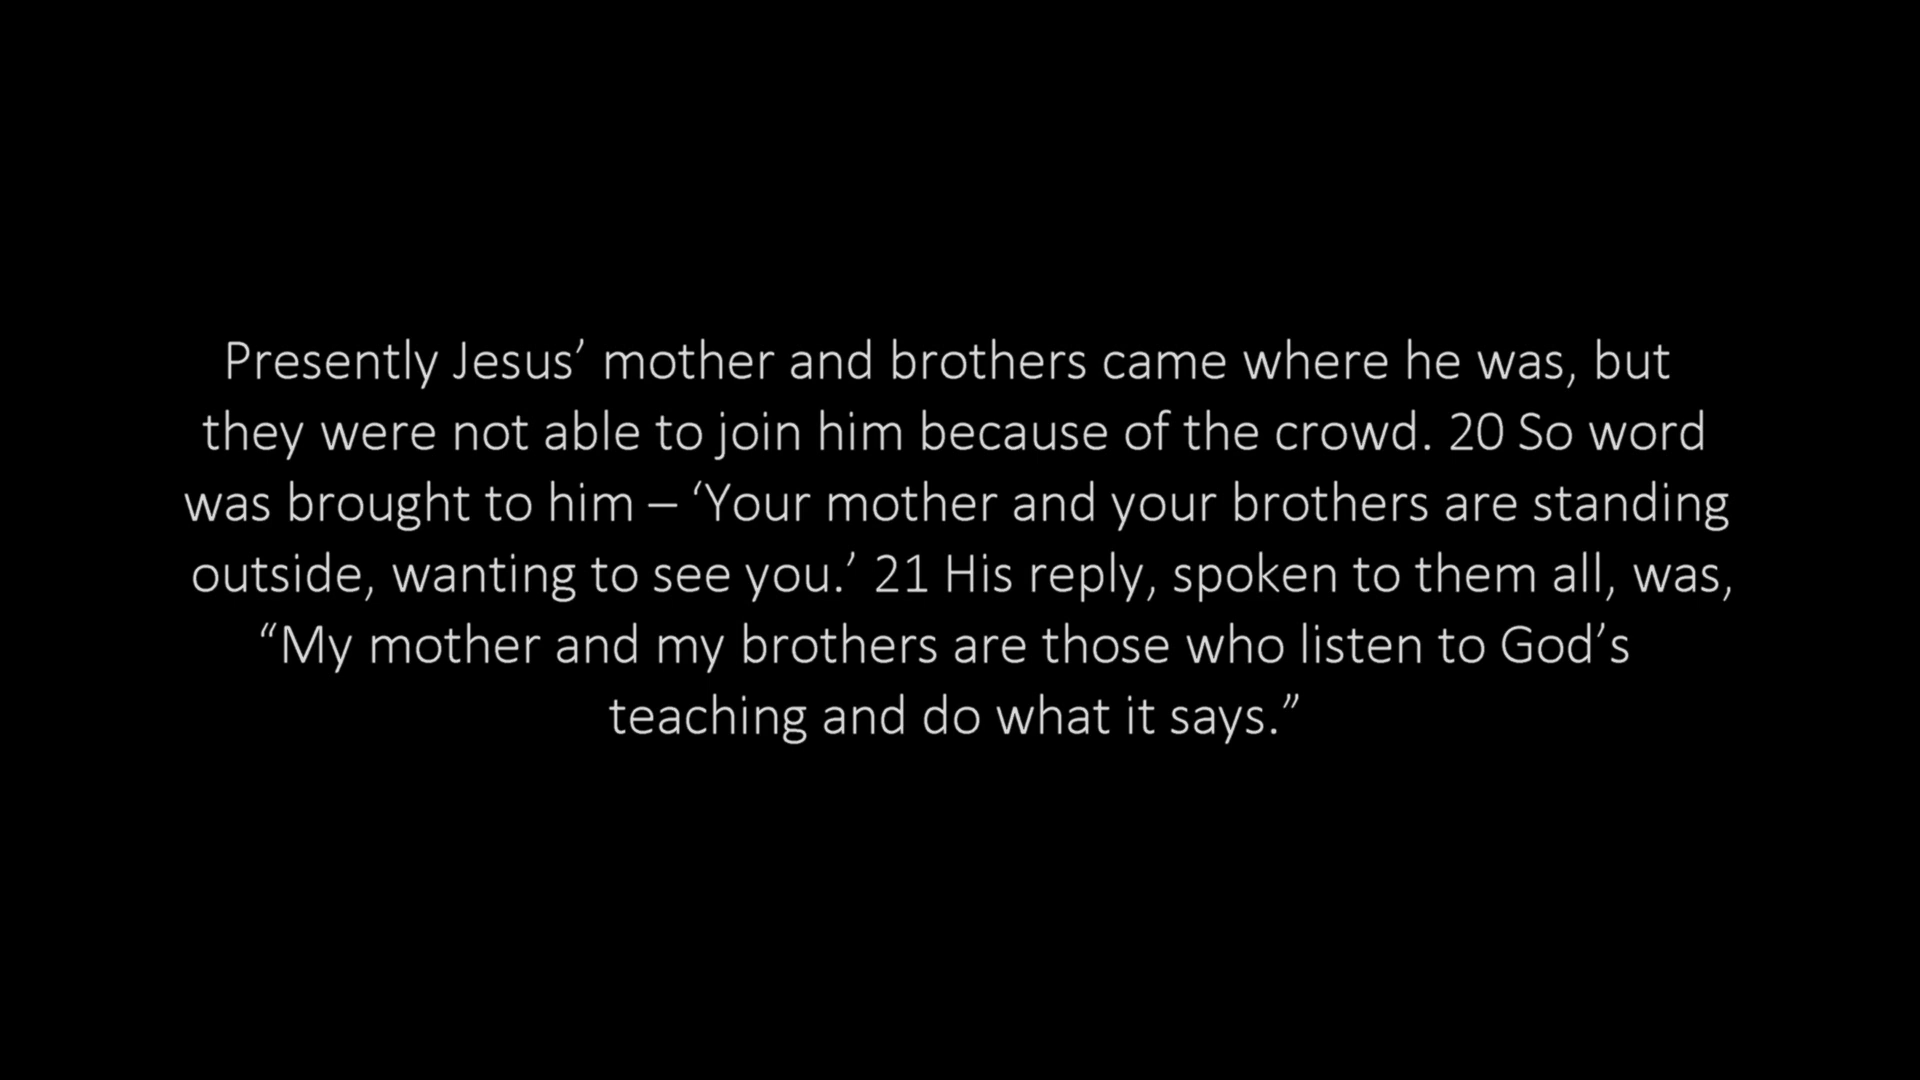 Presently Jesus’ mother and brothers came where he was, but
they were not able to join him because of the crowd. 20 So word
was brought to him – ‘Your mother and your brothers are standing
outside, wanting to see you.’ 21 His reply, spoken to them all, was,
“My mother and my brothers are those who listen to God’s
teaching and do what it says.”